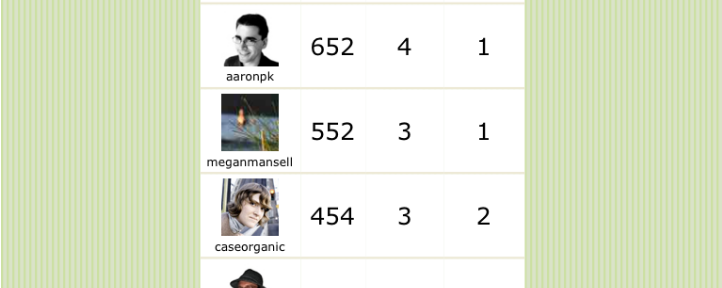 652 4 1
aaronpk
552 3 1
meganmansell
454 3 2
caseorganic